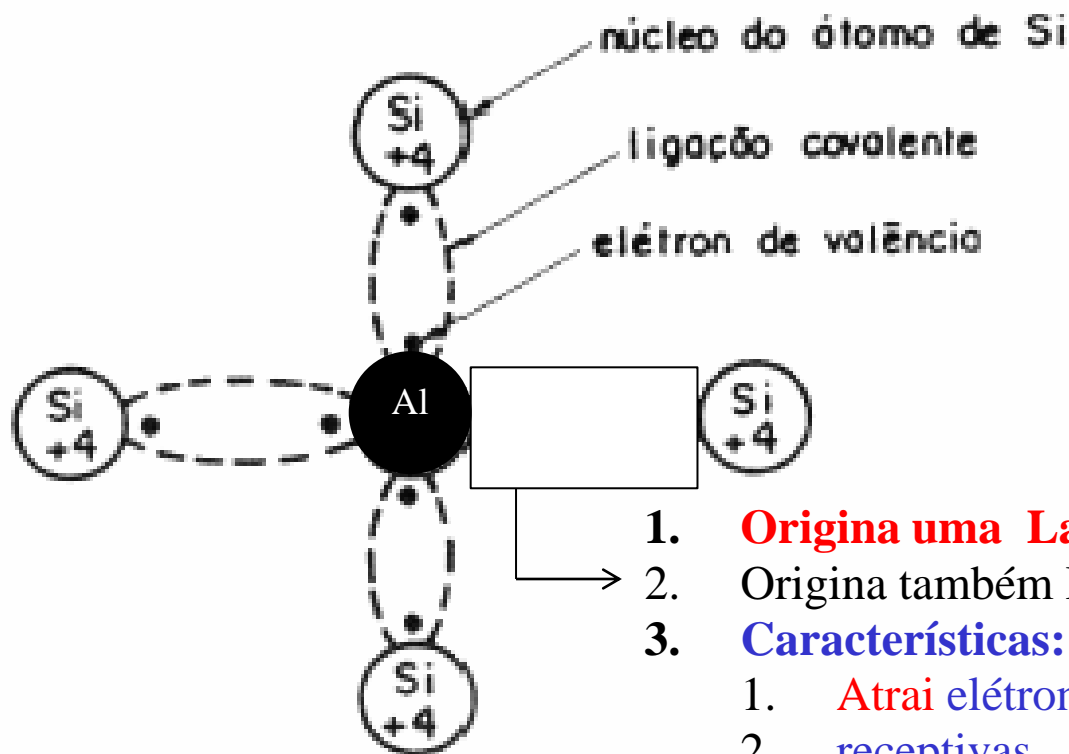 núcleo do átomo de Si
Si
+4
ligação covalente
elétron de valência
Si
+4
Al
Si
+4
1. Origina uma
2. Origina também
3. Características:
1. Atrai
2. receptivas
Si
+4